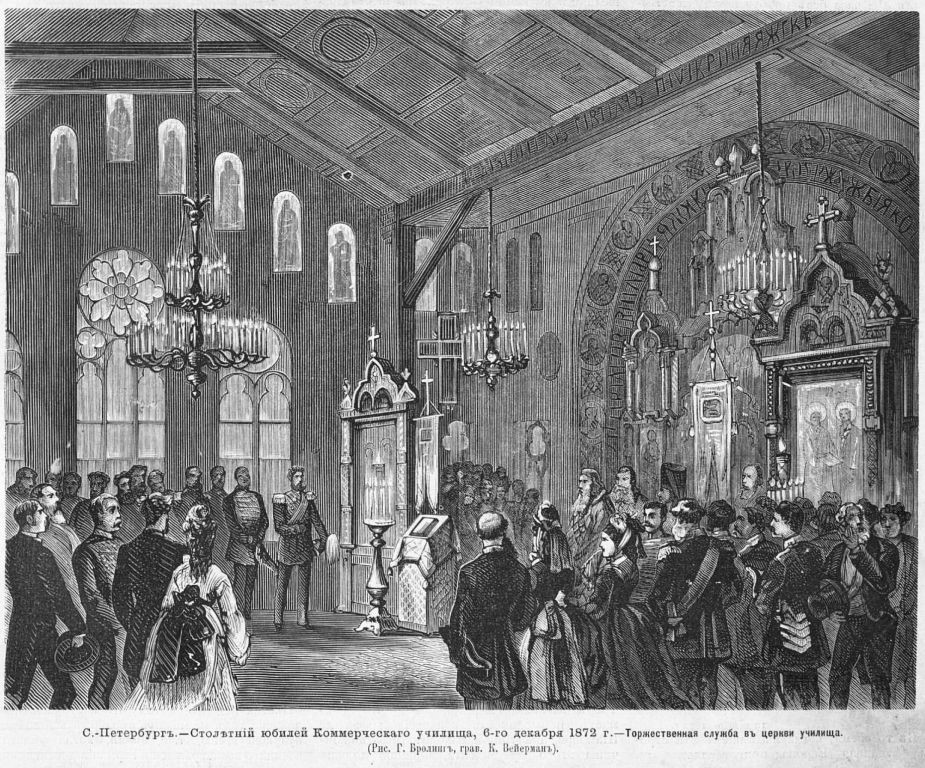 С.-Петербургъ.—Столѣтній юбилей Коммерческаго училища, 6-го декабря 1872 г.—Торжественная служба въ церкви училища.
(Рис. Г. Бролингъ, грав. К. Вейерманъ).